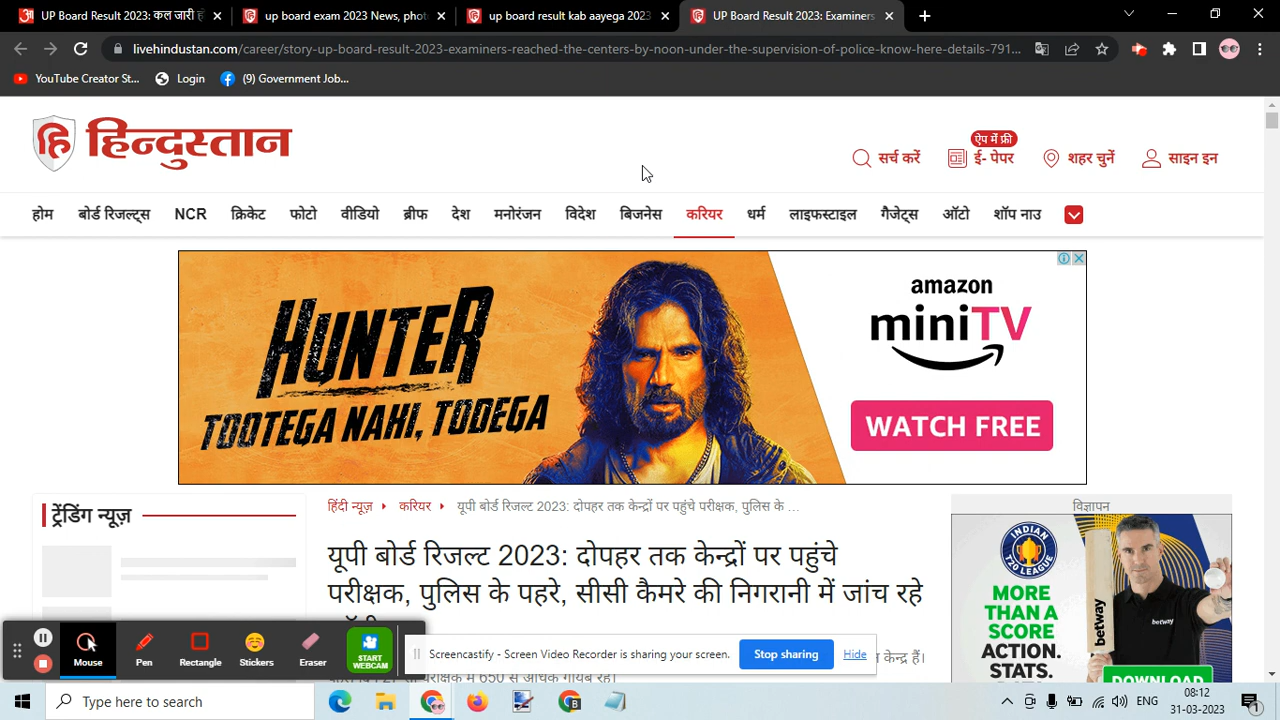 UP Board Result 2023: कल जारी हं
up board exam 2023 News, phot
up board result kab aayega 2023
UP Board Result 2023: Examiners
livehindustan.com/career/story-up-board-result-2023-examiners-reached-the-centers-by-noon-under-the-supervision-of-police-know-here-details-791...
YouTube Creator St...
Login
(9) Government Job...
हि हिन्दुस्तान
सर्च करें
ऐप में फ्री
ई- पेपर
शहर चुनें
साइन इन
होम बोर्ड रिजल्ट्स NCR क्रिकेट फोटो वीडियो ब्रीफ देश मनोरंजन विदेश बिजनेस करियर धर्म लाइफस्टाइल गैजेट्स ऑटो शॉप नाउ
HUNTER
TOOTEGA NAHI, TODEGA
amazon
miniTV
WATCH FREE
ट्रेंडिंग न्यूज़
हिंदी न्यूज़ करियर यूपी बोर्ड रिजल्ट 2023: दोपहर तक केन्द्रों पर पहुंचे परीक्षक, पुलिस के ...
यूपी बोर्ड रिजल्ट 2023: दोपहर तक केन्द्रों पर पहुंचे
परीक्षक, पुलिस के पहरे, सीसी कैमरे की निगरानी में जांच रहे
विज्ञापन
INDIAN
T20 LEAGUE
MORE
THAN A
SCORE
ACTION.
STATS.
DOWNLOAD
betway
betway
Mouse
Pen
Rectangle
Stickers
Eraser
START
WEBCAM
Screencastify - Screen Video Recorder is sharing your screen.
Stop sharing
Hide
न केन्द्र हैं।
Type here to search
ENG
08:12
31-03-2023
1